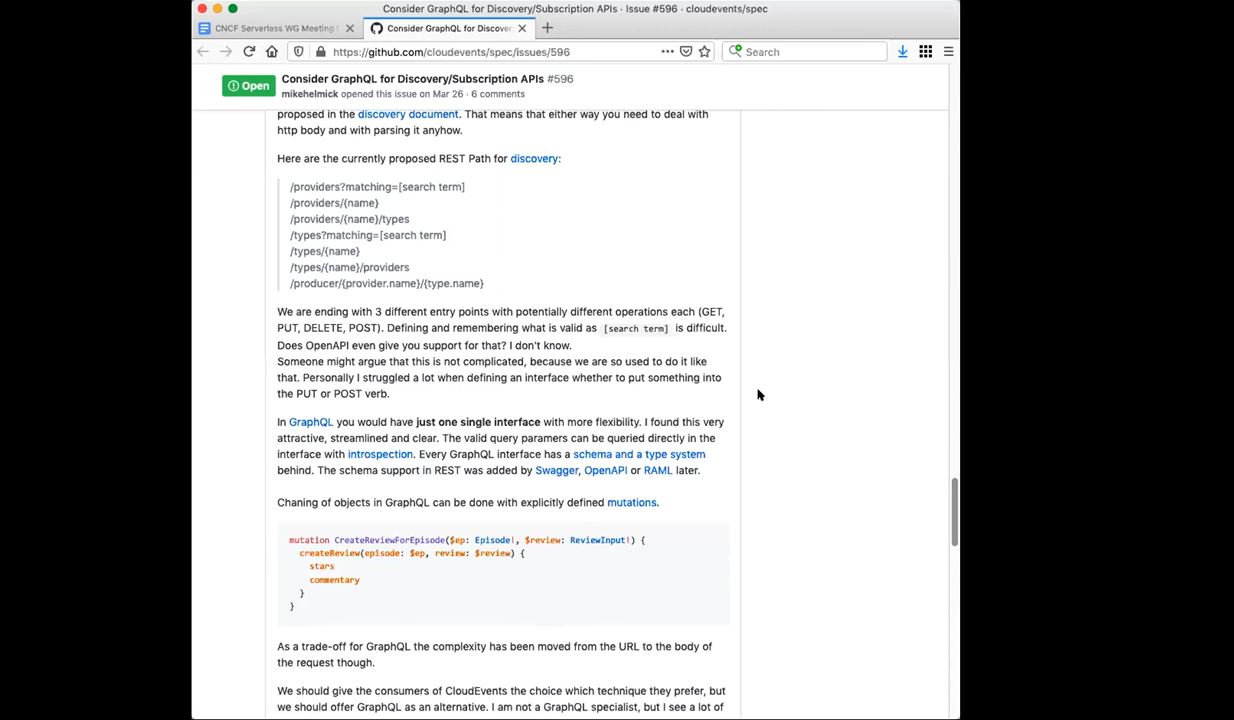 Consider GraphQL for Discovery/Subscription APIs · Issue #596 · cloudevents/spec
CNCF Serverless WG Meeting
Consider GraphQL for Discover
https://github.com/cloudevents/spec/issues/596
Search
Open
Consider GraphQL for Discovery/Subscription APIs #596
mikehelmick opened this issue on Mar 26 · 6 comments
proposed in the discovery document. That means that either way you need to deal with
http body and with parsing it anyhow.
Here are the currently proposed REST Path for discovery:
/providers?matching=[search term]
/providers/{name}
/providers/{name}/types
/types?matching=[search term]
/types/{name}
/types/{name}/providers
/producer/{provider.name}/{type.name}
We are ending with 3 different entry points with potentially different operations each (GET,
PUT, DELETE, POST). Defining and remembering what is valid as [search term] is difficult.
Does OpenAPI even give you support for that? I don't know.
Someone might argue that this is not complicated, because we are so used to do it like
that. Personally I struggled a lot when defining an interface whether to put something into
the PUT or POST verb.
In GraphQL you would have just one single interface with more flexibility. I found this very
attractive, streamlined and clear. The valid query paramers can be queried directly in the
interface with introspection. Every GraphQL interface has a schema and a type system
behind. The schema support in REST was added by Swagger, OpenAPI or RAML later.
Chaning of objects in GraphQL can be done with explicitly defined mutations.
mutation CreateReviewForEpisode($ep: Episode!, $review: ReviewInput!) {
createReview(episode: $ep, review: $review) {
stars
commentary
}
}
As a trade-off for GraphQL the complexity has been moved from the URL to the body of
the request though.
We should give the consumers of CloudEvents the choice which technique they prefer, but
we should offer GraphQL as an alternative. I am not a GraphQL specialist, but I see a lot of